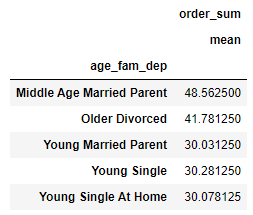 order_sum
mean
age_fam_dep
Middle Age Married Parent 48.562500
Older Divorced 41.781250
Young Married Parent 30.031250
Young Single 30.281250
Young Single At Home 30.078125